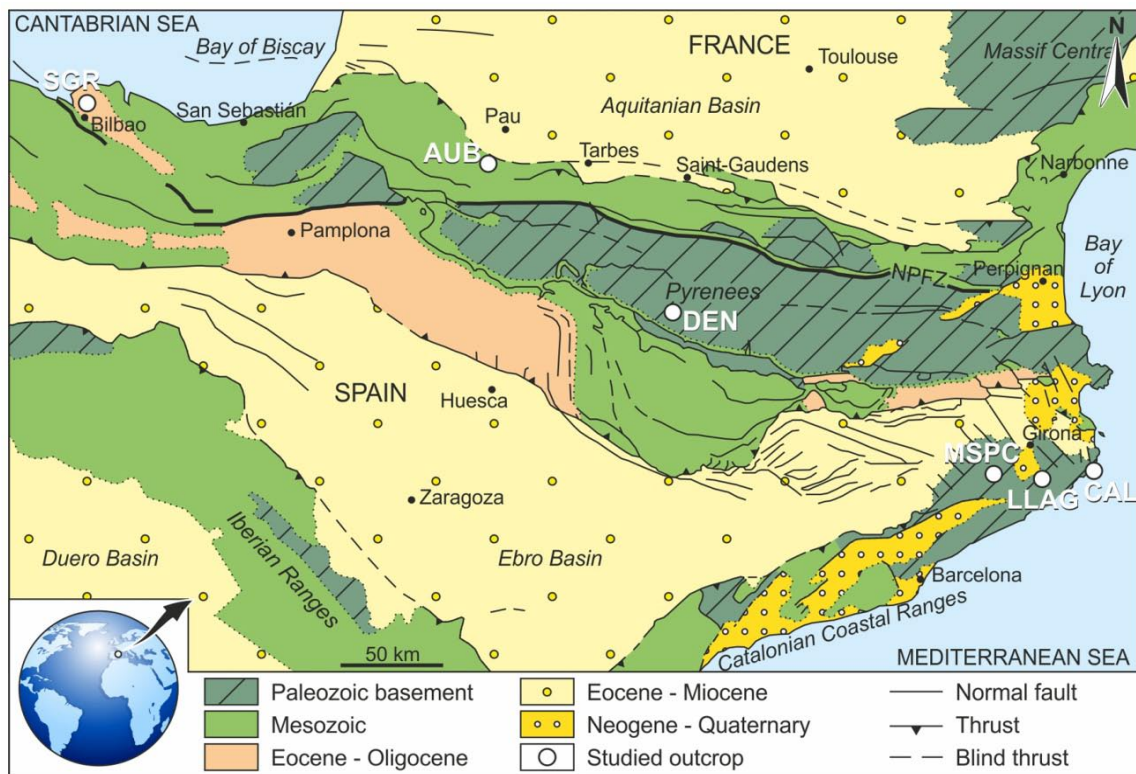 CANTABRIAN SEA
Bay of Biscay
FRANCE
Toulouse
Massif Central
N
SGR
Bilbao
San Sebastián
Pau
Aquitanian Basin
AUB
Tarbes
Saint-Gaudens
Narbonne
Pamplona
NPFZ
Perpignan
Bay of Lyon
Pyrenees
DEN
SPAIN
Huesca
Girona
MSPC
LLAG
CAL
Zaragoza
Iberian Ranges
Duero Basin
Ebro Basin
Barcelona
Catalonian Coastal Ranges
50 km
MEDITERRANEAN SEA
Paleozoic basement
Eocene - Miocene
Normal fault
Mesozoic
Neogene - Quaternary
Thrust
Eocene - Oligocene
Studied outcrop
Blind thrust